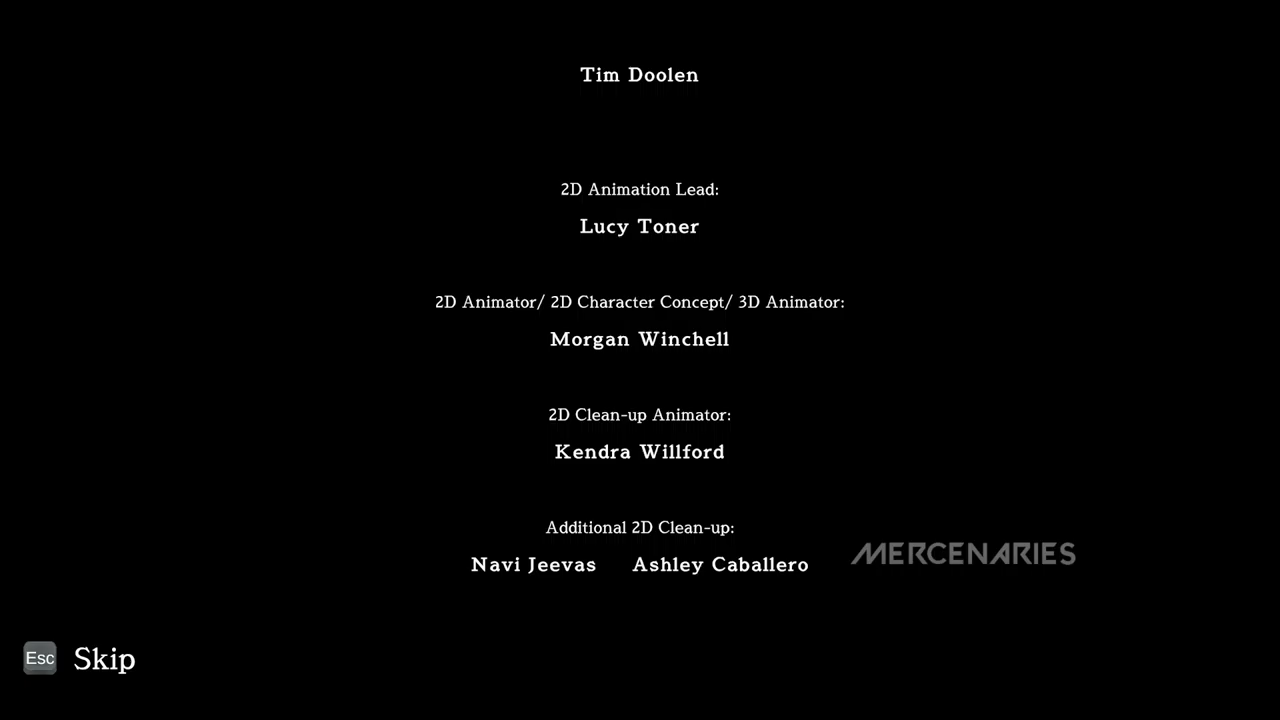 Tim Doolen
2D Animation Lead:
Lucy Toner
2D Animator/ 2D Character Concept/ 3D Animator:
Morgan Winchell
2D Clean-up Animator:
Kendra Willford
Additional 2D Clean-up:
Navi Jeevas Ashley Caballero
MERCENARIES
Esc Skip